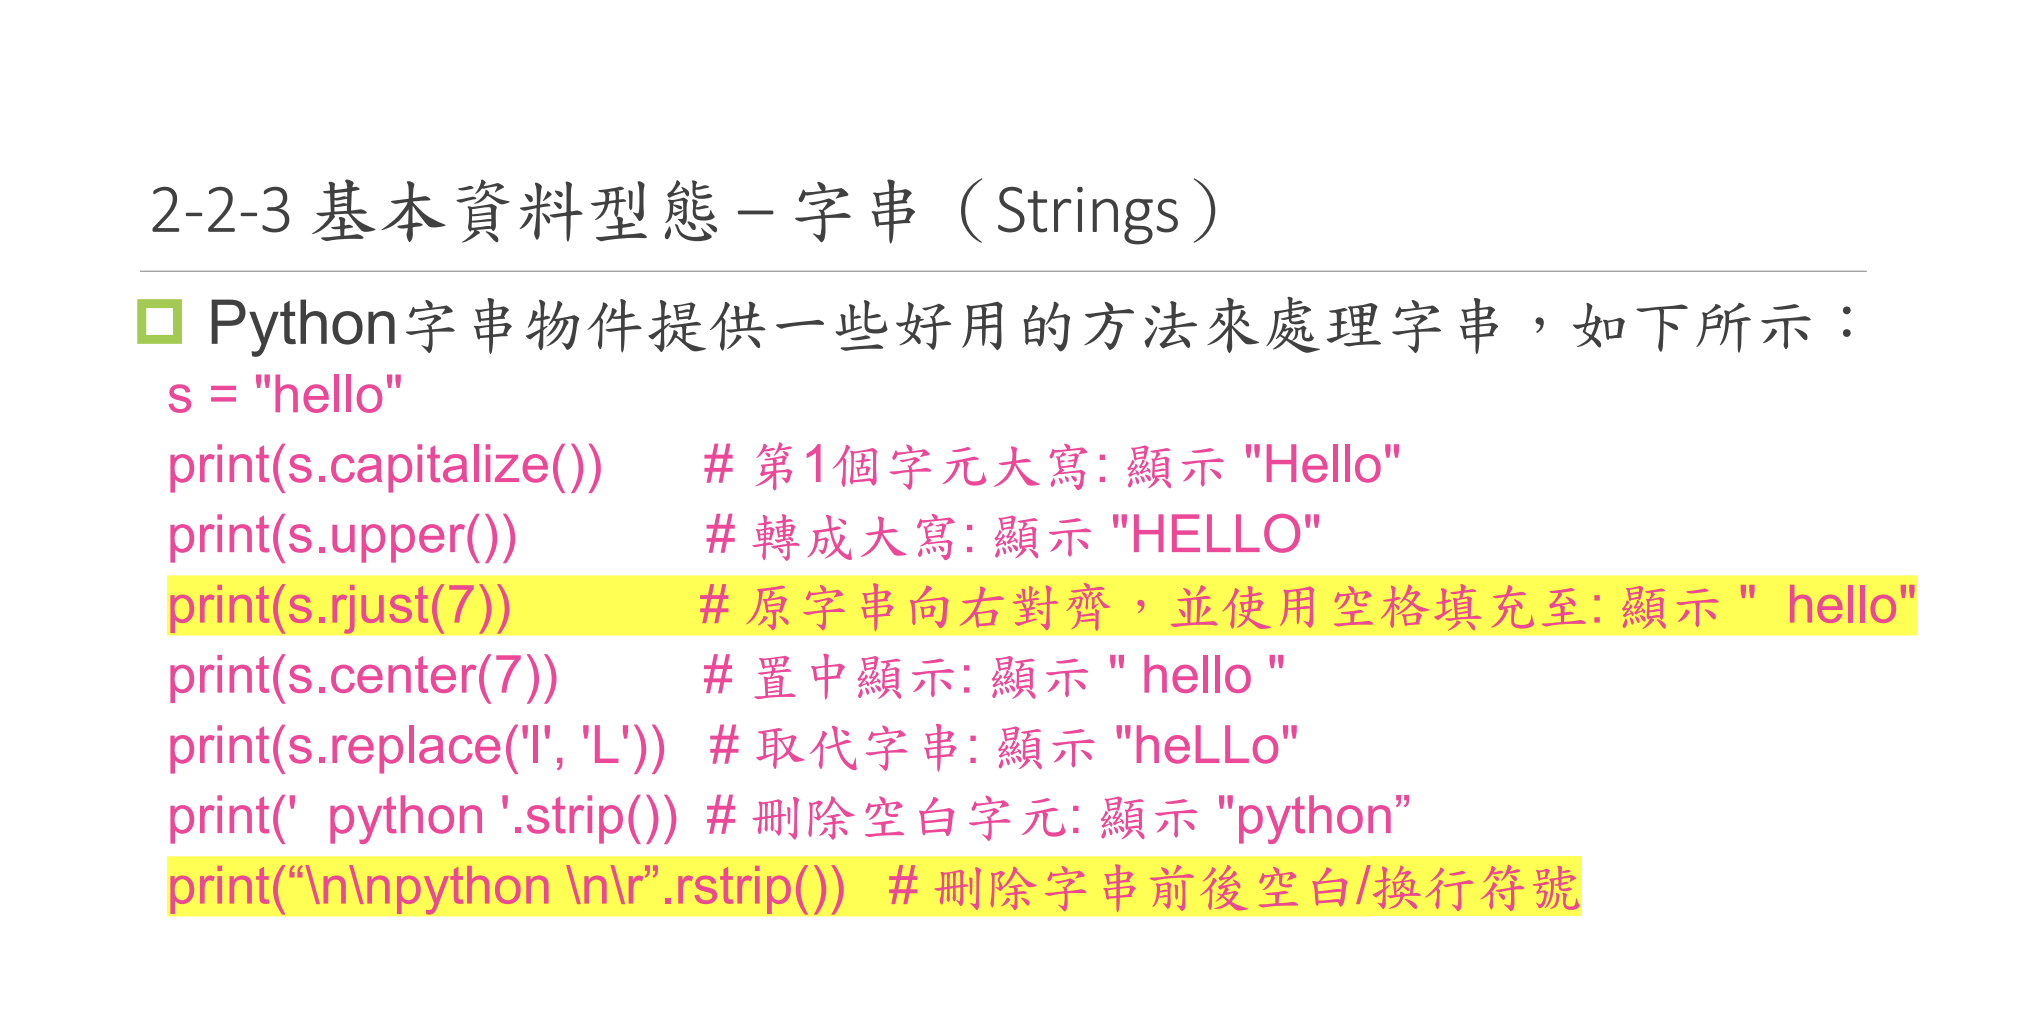 2-2-3 基本資料型態 – 字串（Strings）
Python字串物件提供一些好用的方法來處理字串，如下所示：
s = "hello"
print(s.capitalize()) # 第1個字元大寫: 顯示 "Hello"
print(s.upper()) # 轉成大寫: 顯示 "HELLO"
print(s.rjust(7)) # 原字串向右對齊，並使用空格填充至: 顯示 "  hello"
print(s.center(7)) # 置中顯示: 顯示 " hello "
print(s.replace('l', 'L')) # 取代字串: 顯示 "heLLo"
print('  python '.strip()) # 刪除空白字元: 顯示 "python”
print(“\n\npython \n\r”.rstrip()) # 刪除字串前後空白/換行符號